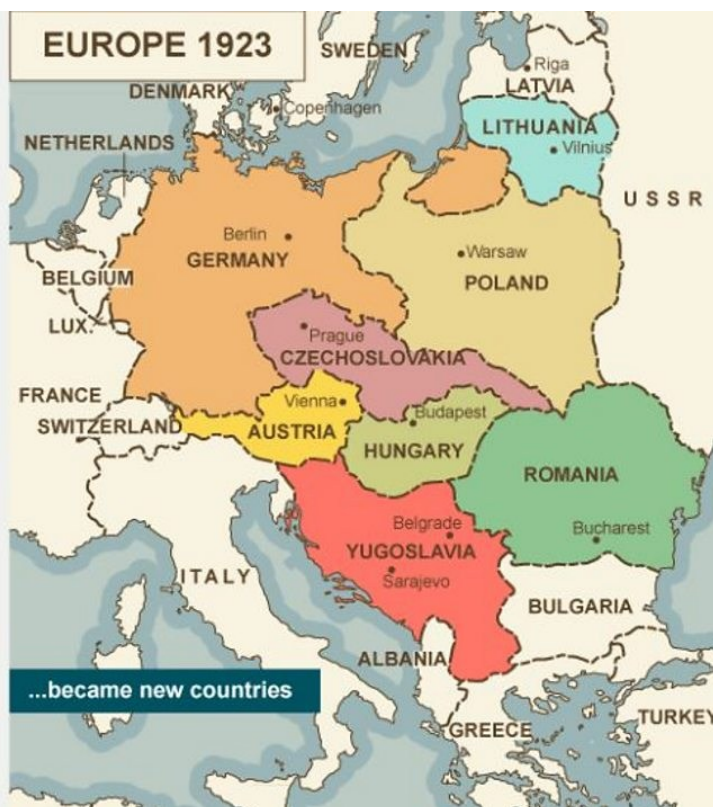 EUROPE 1923
SWEDEN
Riga
LATVIA
DENMARK
Copenhagen
LITHUANIA
NETHERLANDS
Vilnius
USSR
Berlin
GERMANY
Warsaw
POLAND
BELGIUM
LUX.
Prague
CZECHOSLOVAKIA
FRANCE
Vienna
Budapest
SWITZERLAND
AUSTRIA
HUNGARY
ROMANIA
Belgrade
Bucharest
YUGOSLAVIA
ITALY
Sarajevo
BULGARIA
ALBANIA
...became new countries
TURKEY
GREECE